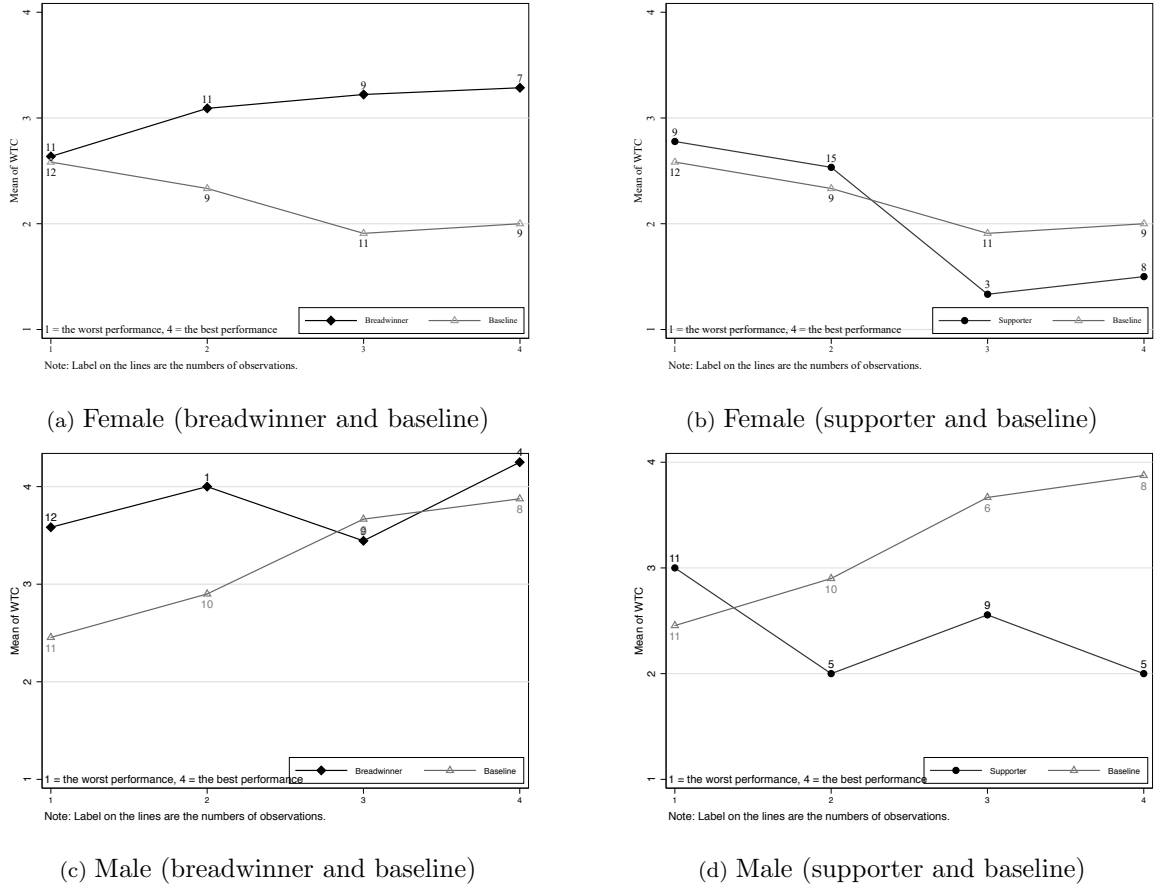 4
3
2
1
Mean of WTC
11
11
9
7
12
9
11
9
1 = the worst performance, 4 = the best performance
Breadwinner
Baseline
1 2 3 4
Note: Label on the lines are the numbers of observations.
(a) Female (breadwinner and baseline)
4
3
2
1
Mean of WTC
9
15
3
8
12
9
11
9
1 = the worst performance, 4 = the best performance
Supporter
Baseline
1 2 3 4
Note: Label on the lines are the numbers of observations.
(b) Female (supporter and baseline)
4
3
2
1
Mean of WTC
12
1
9
4
11
10
8
1 = the worst performance, 4 = the best performance
Breadwinner
Baseline
1 2 3 4
Note: Label on the lines are the numbers of observations.
(c) Male (breadwinner and baseline)
4
3
2
1
Mean of WTC
11
5
9
5
11
10
6
8
1 = the worst performance, 4 = the best performance
Supporter
Baseline
1 2 3 4
Note: Label on the lines are the numbers of observations.
(d) Male (supporter and baseline)